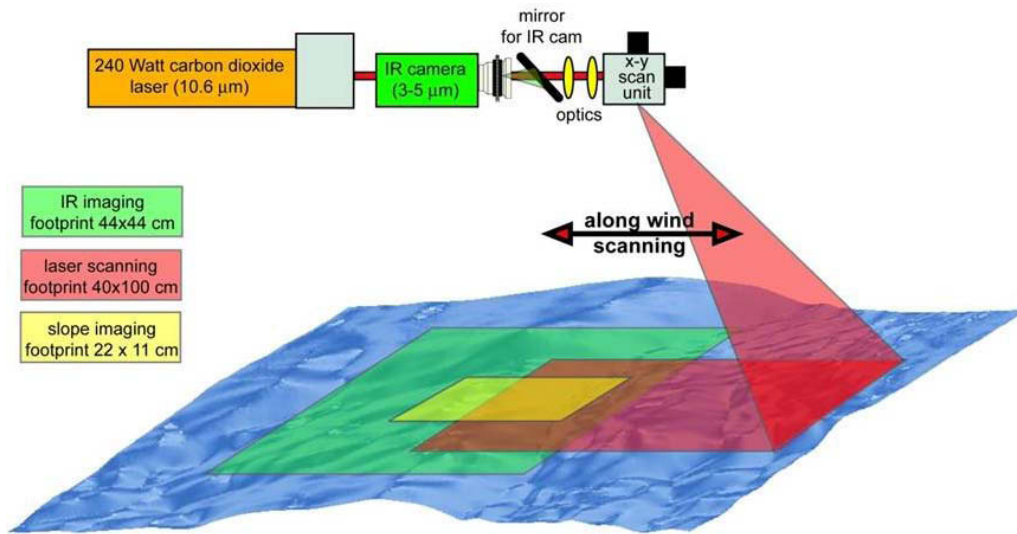 mirror
for IR cam
240 Watt carbon dioxide
laser (10.6 μm)
IR camera
(3-5 μm)
x-y
scan
unit
optics
IR imaging
footprint 44x44 cm
along wind
scanning
laser scanning
footprint 40x100 cm
slope imaging
footprint 22 x 11 cm